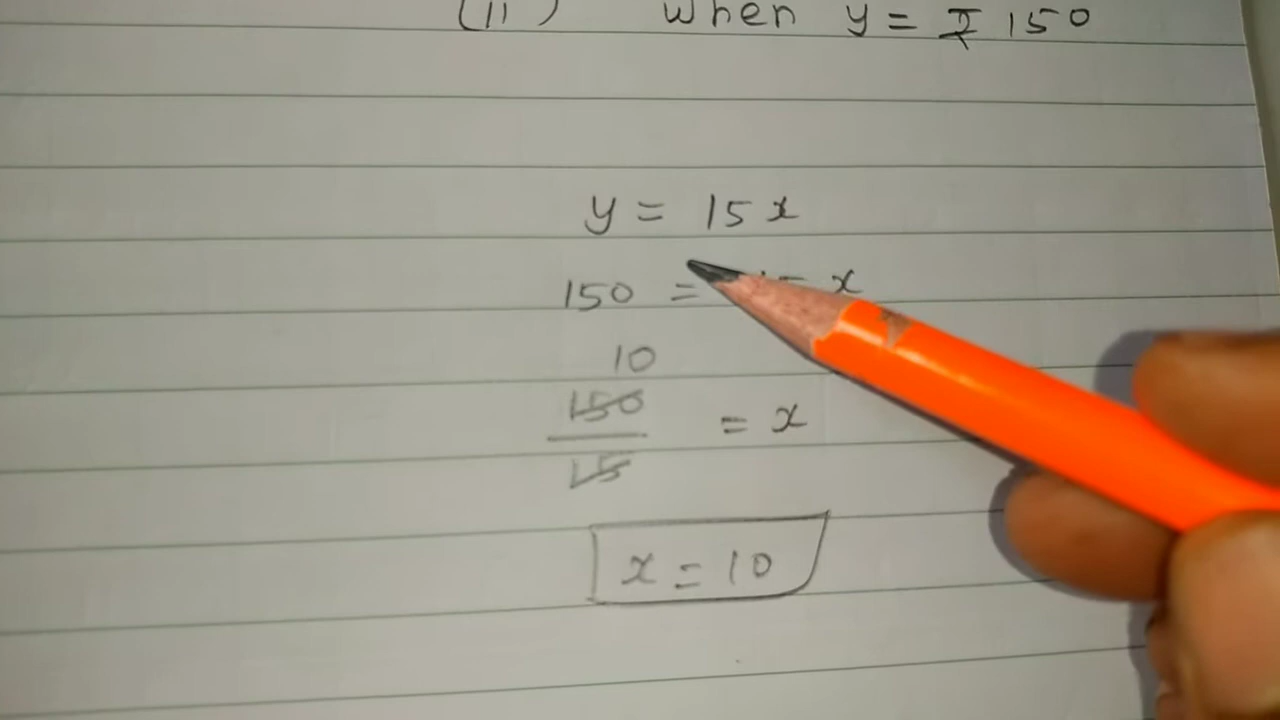 (ii) When y = ₹ 150
y = 15 x
150 = x
10
150 = x
15
x = 10